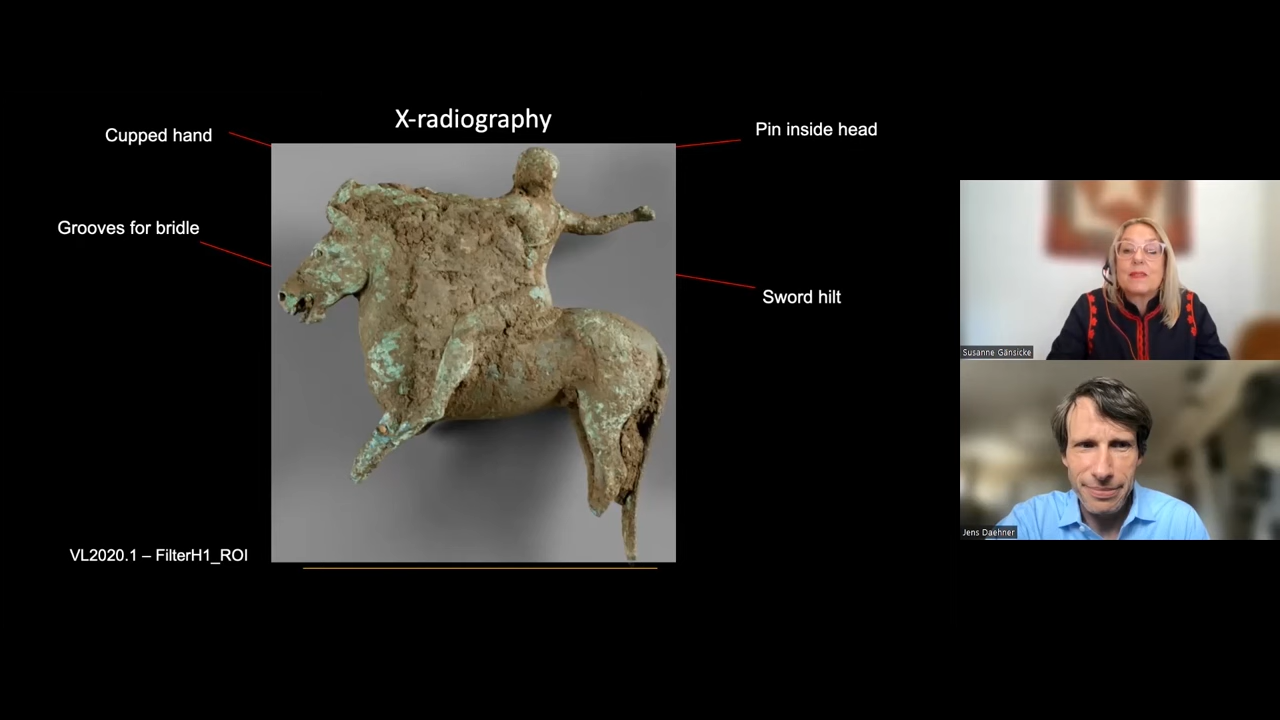 X-radiography
Cupped hand
Pin inside head
Grooves for bridle
Sword hilt
VL2020.1 – FilterH1_ROI
Susanne Gänsicke
Jens Daehner